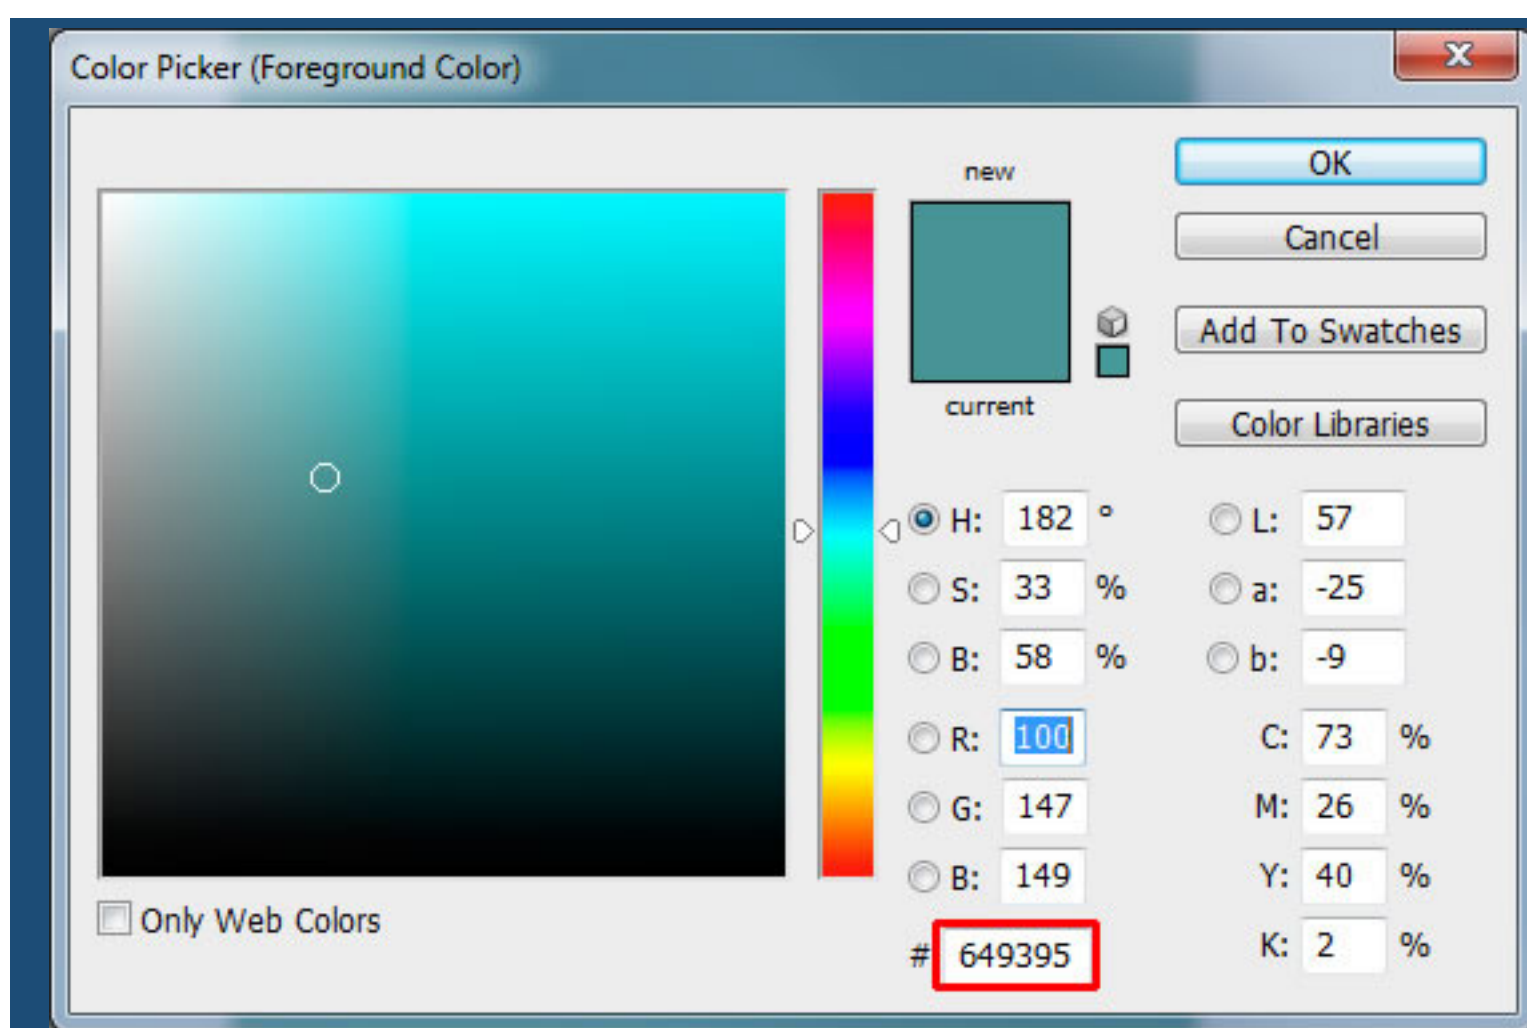 Color Picker (Foreground Color)
new
current
OK
Cancel
Add To Swatches
Color Libraries
H: 182 °
S: 33 %
B: 58 %
R: 100
G: 147
B: 149
# 649395
L: 57
a: -25
b: -9
C: 73 %
M: 26 %
Y: 40 %
K: 2 %
Only Web Colors